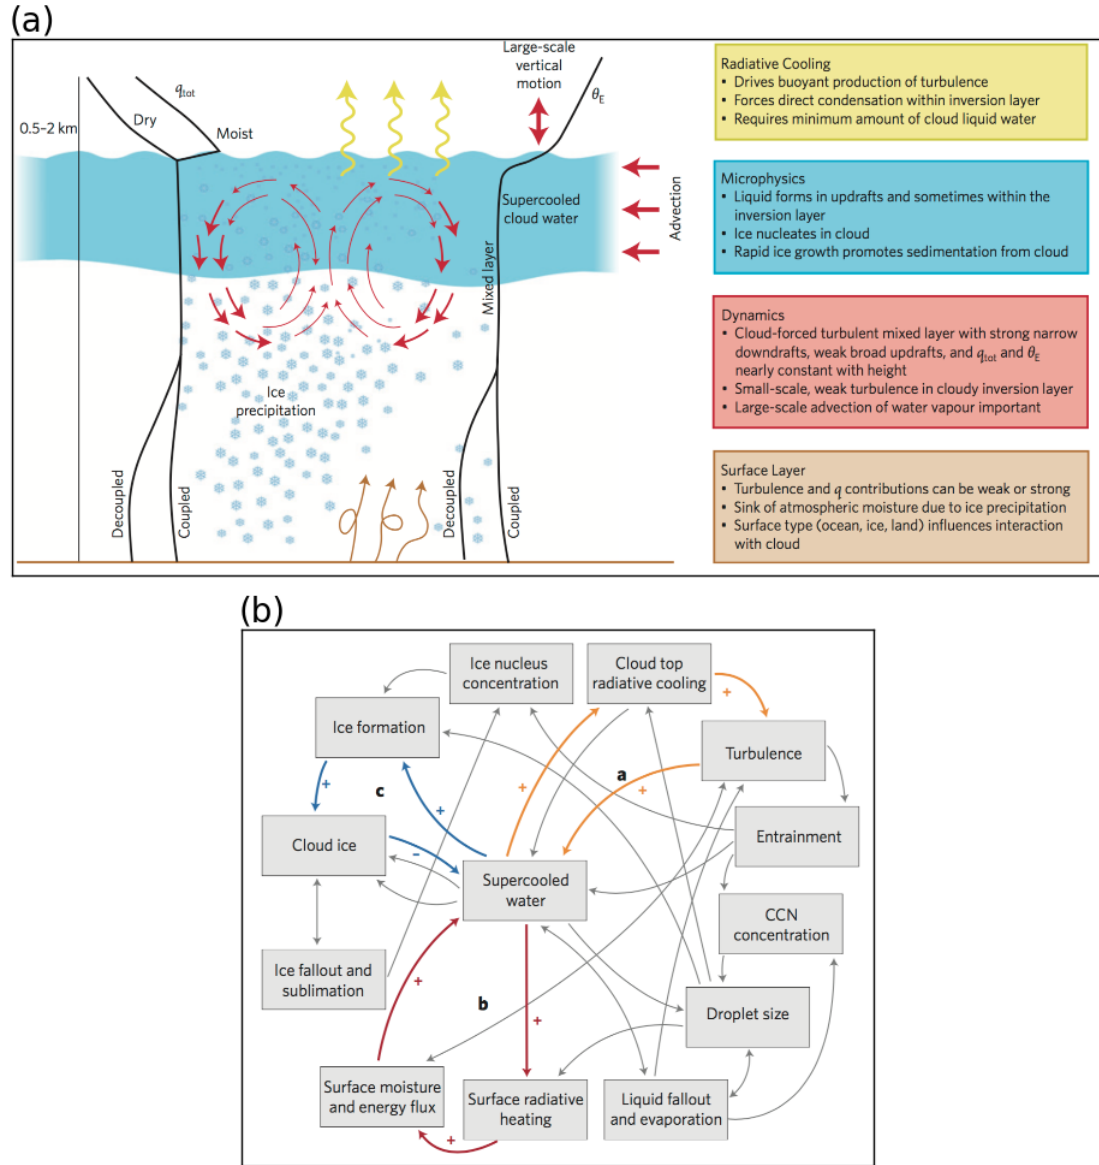 (a)
Large-scale
vertical
motion
q_tot
θ_E
Dry
Moist
0.5–2 km
Supercooled
cloud water
Advection
Mixed layer
Ice
precipitation
Decoupled
Coupled
Decoupled
Coupled
Radiative Cooling
• Drives buoyant production of turbulence
• Forces direct condensation within inversion layer
• Requires minimum amount of cloud liquid water
Microphysics
• Liquid forms in updrafts and sometimes within the
inversion layer
• Ice nucleates in cloud
• Rapid ice growth promotes sedimentation from cloud
Dynamics
• Cloud-forced turbulent mixed layer with strong narrow
downdrafts, weak broad updrafts, and q_tot and θ_E
nearly constant with height
• Small-scale, weak turbulence in cloudy inversion layer
• Large-scale advection of water vapour important
Surface Layer
• Turbulence and q contributions can be weak or strong
• Sink of atmospheric moisture due to ice precipitation
• Surface type (ocean, ice, land) influences interaction
with cloud
(b)
Ice nucleus
concentration
Cloud top
radiative cooling
+
Ice formation
Turbulence
a
+
c
+
+
+
Cloud ice
−
Entrainment
Supercooled
water
CCN
concentration
Ice fallout and
sublimation
+
b
+
Droplet size
Surface moisture
and energy flux
Surface radiative
heating
Liquid fallout
and evaporation
+